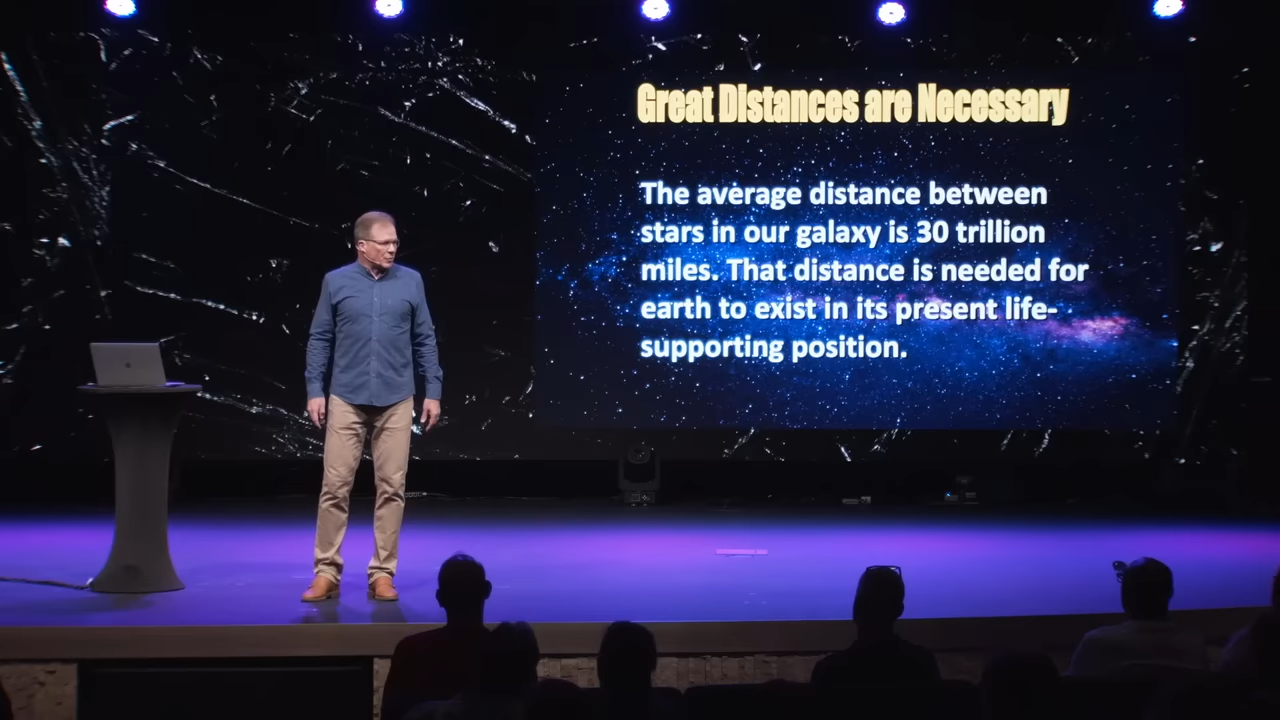 Great Distances are Necessary
The average distance between
stars in our galaxy is 30 trillion
miles. That distance is needed for
earth to exist in its present life-
supporting position.